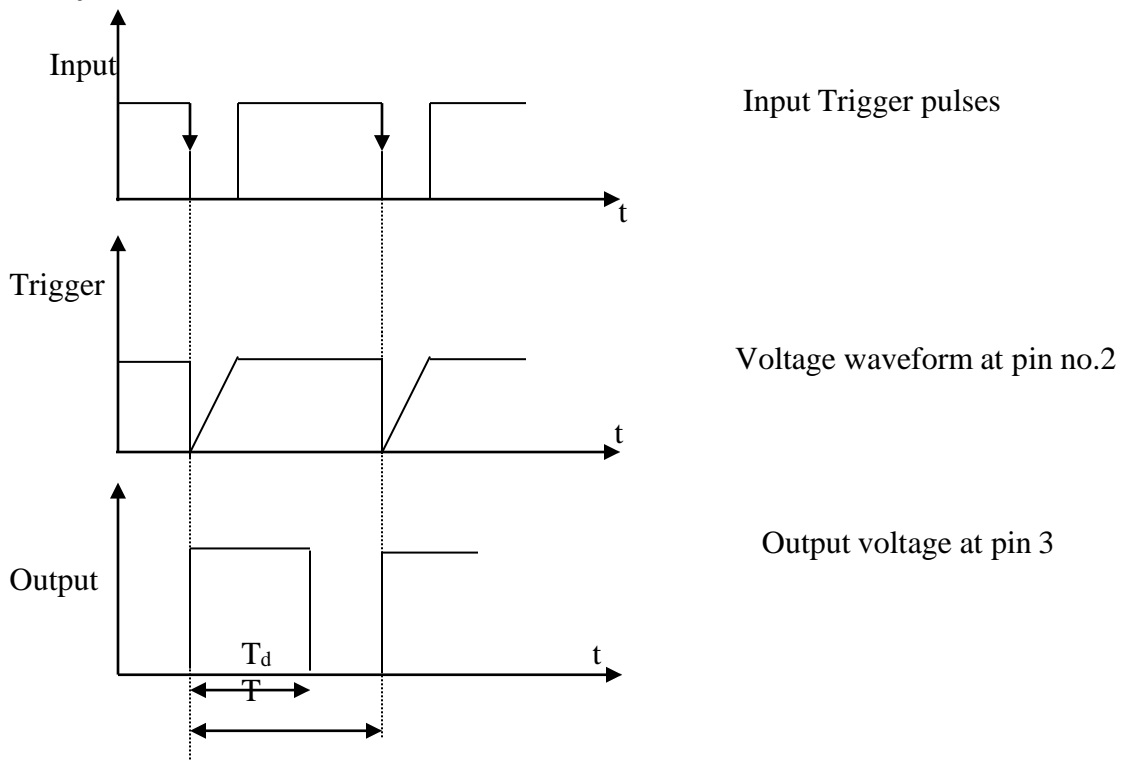 Input
Input Trigger pulses
t
Trigger
Voltage waveform at pin no.2
t
Output voltage at pin 3
Output
Td
t
T